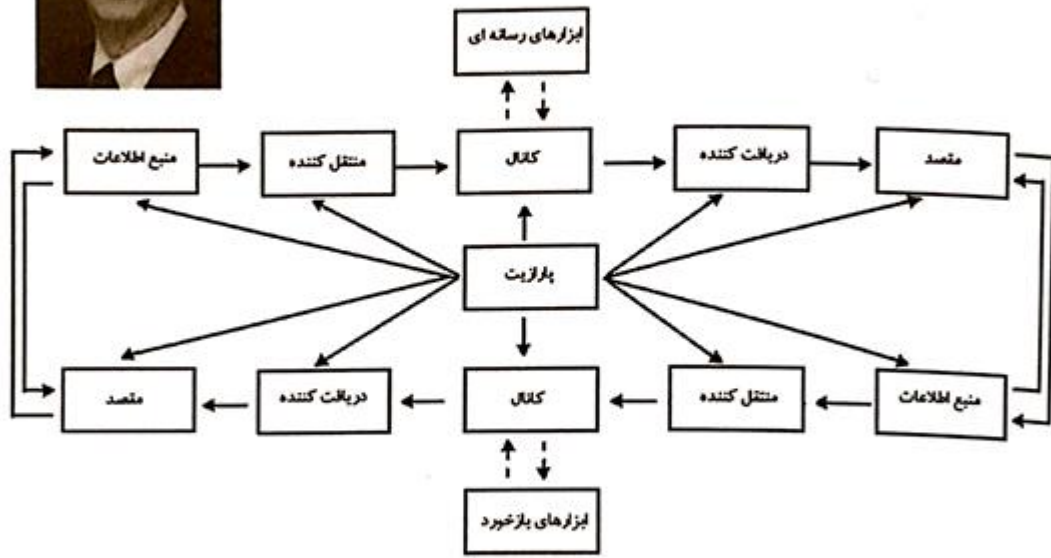 ابزارهای رسانه ای
منبع اطلاعات
منتقل کننده
کانال
دریافت کننده
مقصد
پارازیت
مقصد
دریافت کننده
کانال
منتقل کننده
منبع اطلاعات
ابزارهای بازخورد